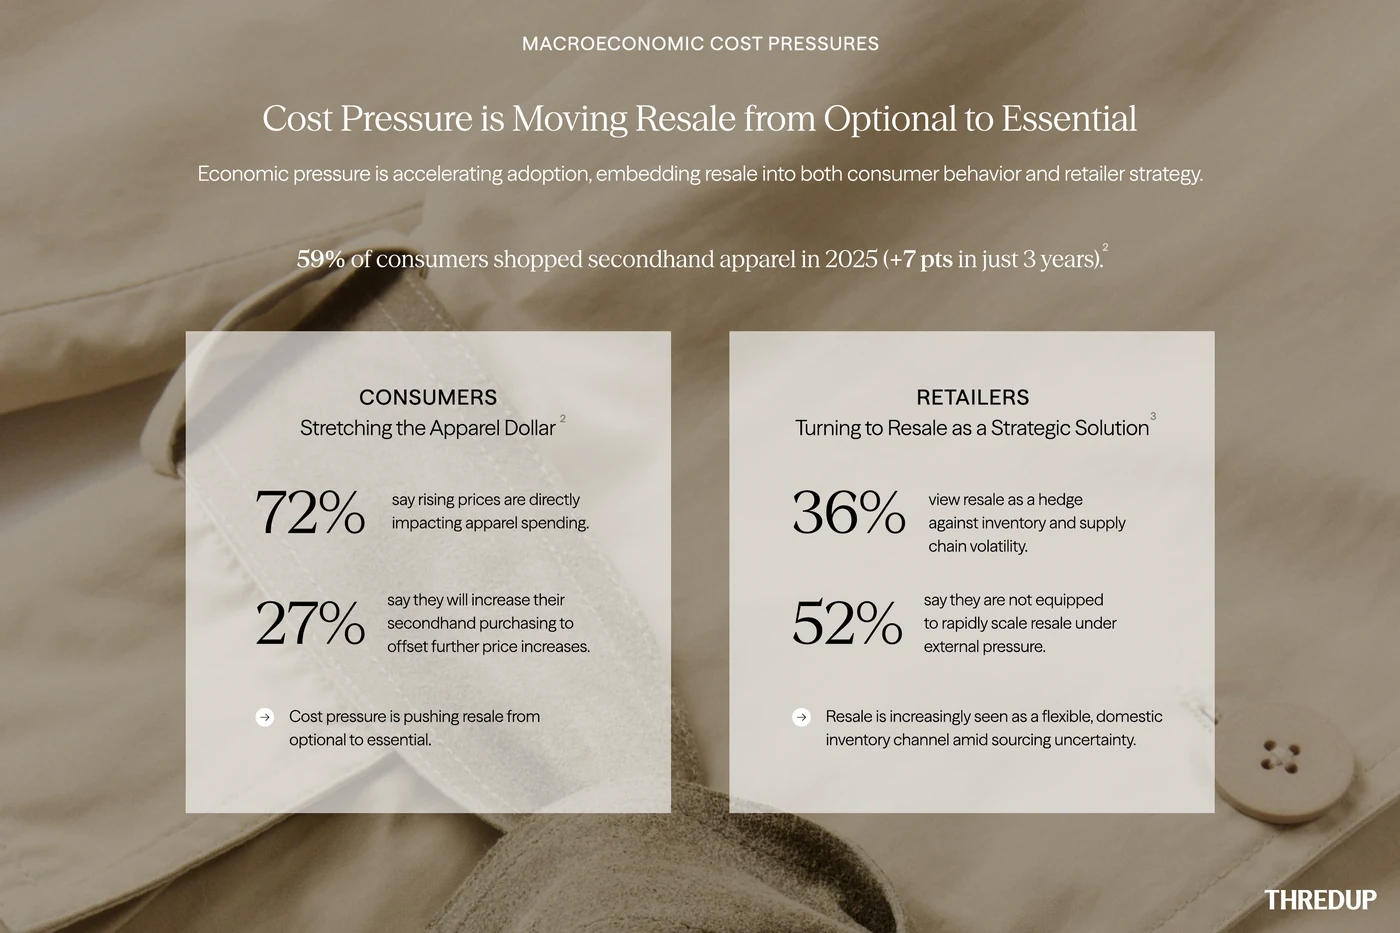 MACROECONOMIC COST PRESSURES
Cost Pressure is Moving Resale from Optional to Essential
Economic pressure is accelerating adoption, embedding resale into both consumer behavior and retailer strategy.
59% of consumers shopped secondhand apparel in 2025 (+7 pts in just 3 years).2
CONSUMERS
Stretching the Apparel Dollar 2
72%
say rising prices are directly
impacting apparel spending.
27%
say they will increase their
secondhand purchasing to
offset further price increases.
Cost pressure is pushing resale from
optional to essential.
RETAILERS
Turning to Resale as a Strategic Solution3
36%
view resale as a hedge
against inventory and supply
chain volatility.
52%
say they are not equipped
to rapidly scale resale under
external pressure.
Resale is increasingly seen as a flexible, domestic
inventory channel amid sourcing uncertainty.
THREDUP